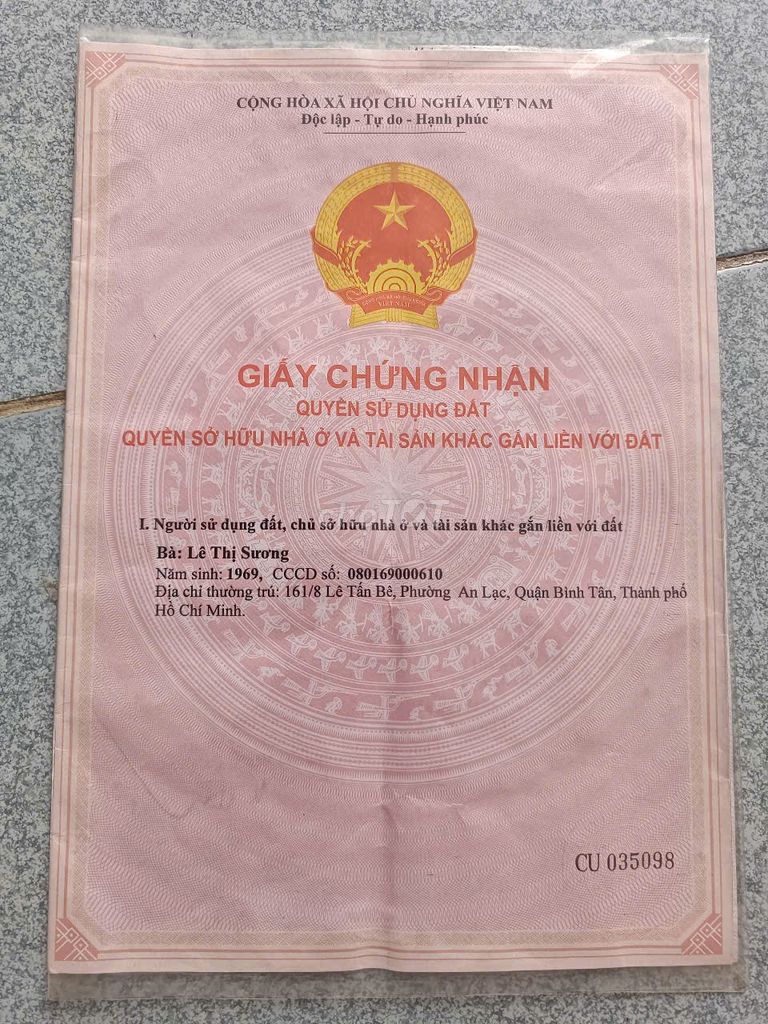 CỘNG HÒA XÃ HỘI CHỦ NGHĨA VIỆT NAM
Độc lập - Tự do - Hạnh phúc
VIỆT NAM
GIẤY CHỨNG NHẬN
QUYỀN SỬ DỤNG ĐẤT
QUYỀN SỞ HỮU NHÀ Ở VÀ TÀI SẢN KHÁC GẮN LIỀN VỚI ĐẤT
chợTỐT
I. Người sử dụng đất, chủ sở hữu nhà ở và tài sản khác gắn liền với đất
Bà: Lê Thị Sương
Năm sinh: 1969, CCCD số: 080169000610
Địa chỉ thường trú: 161/8 Lê Tấn Bê, Phường An Lạc, Quận Bình Tân, Thành phố
Hồ Chí Minh.
CU 035098